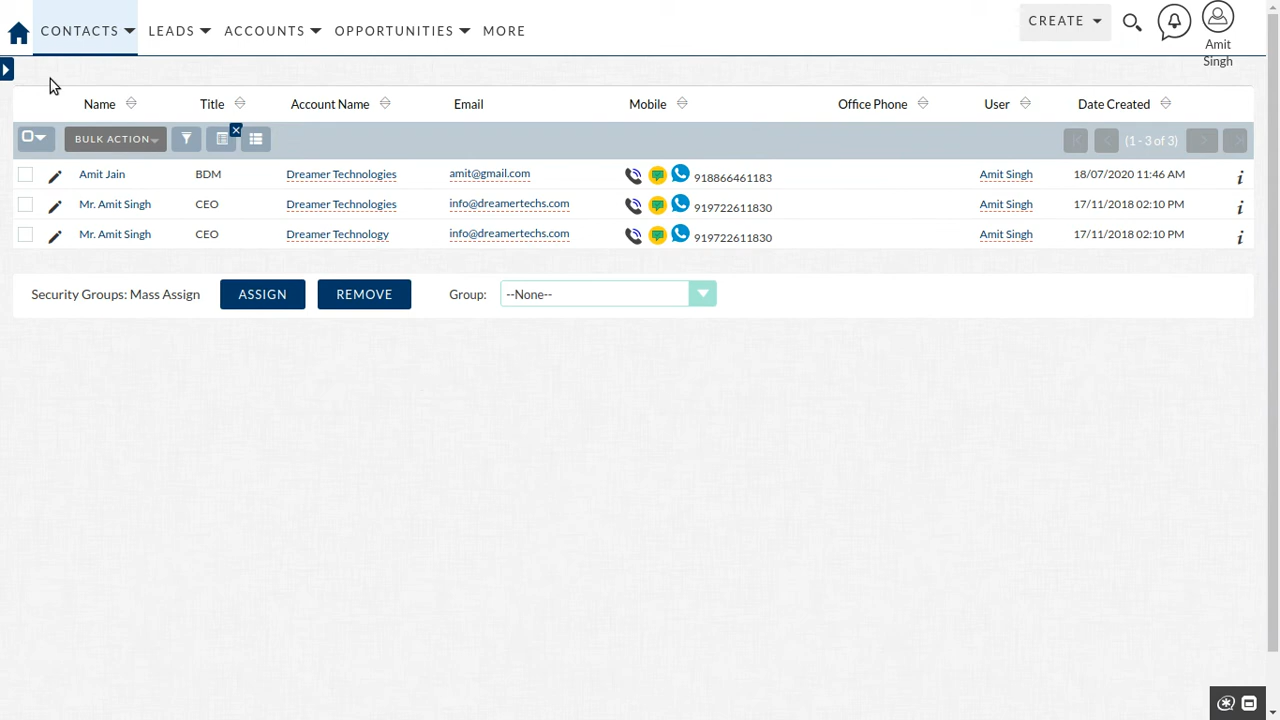 CONTACTS LEADS ACCOUNTS OPPORTUNITIES MORE CREATE
Amit
Singh
Name Title Account Name Email Mobile Office Phone User Date Created
BULK ACTION (1 - 3 of 3)
Amit Jain BDM Dreamer Technologies amit@gmail.com 918866461183 Amit Singh 18/07/2020 11:46 AM
Mr. Amit Singh CEO Dreamer Technologies info@dreamertechs.com 919722611830 Amit Singh 17/11/2018 02:10 PM
Mr. Amit Singh CEO Dreamer Technology info@dreamertechs.com 919722611830 Amit Singh 17/11/2018 02:10 PM
Security Groups: Mass Assign ASSIGN REMOVE Group: --None--